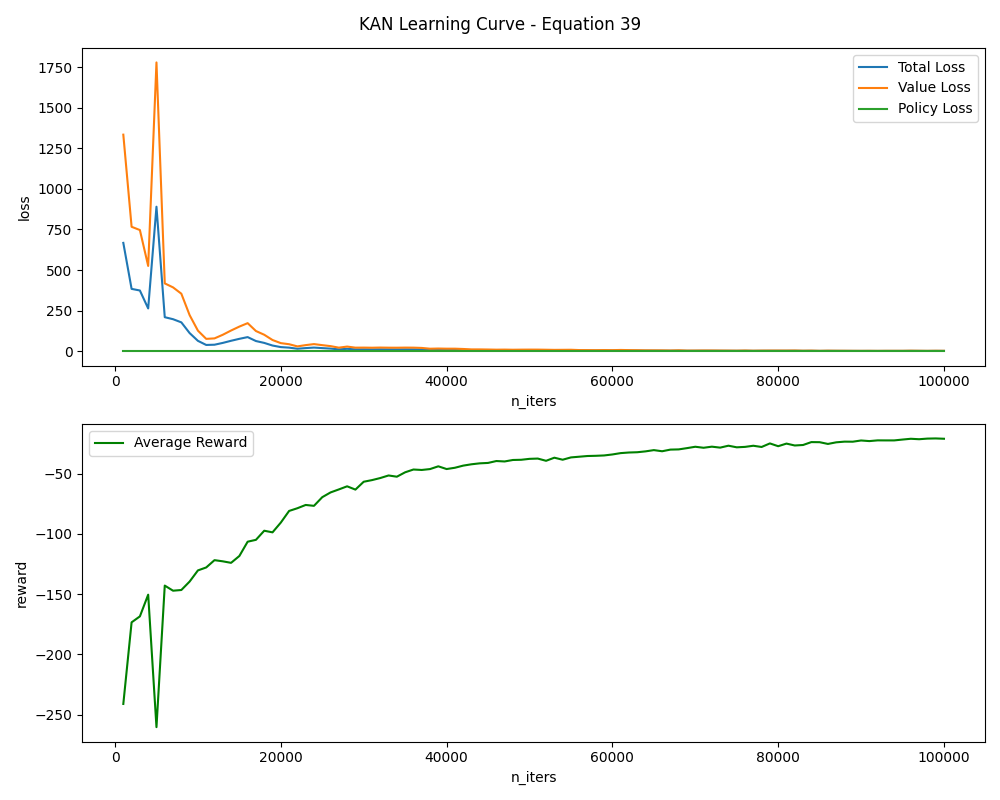 KAN Learning Curve - Equation 39
1750
1500
1250
1000
750
500
250
0
loss
Total Loss
Value Loss
Policy Loss
0 20000 40000 60000 80000 100000
n_iters
Average Reward
−50
−100
−150
−200
−250
reward
0 20000 40000 60000 80000 100000
n_iters